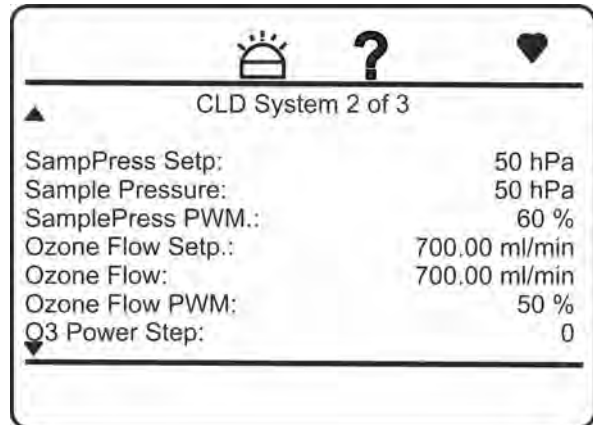 ?
CLD System 2 of 3
SampPress Setp: 50 hPa
Sample Pressure: 50 hPa
SamplePress PWM.: 60 %
Ozone Flow Setp.: 700.00 ml/min
Ozone Flow: 700.00 ml/min
Ozone Flow PWM: 50 %
O3 Power Step: 0